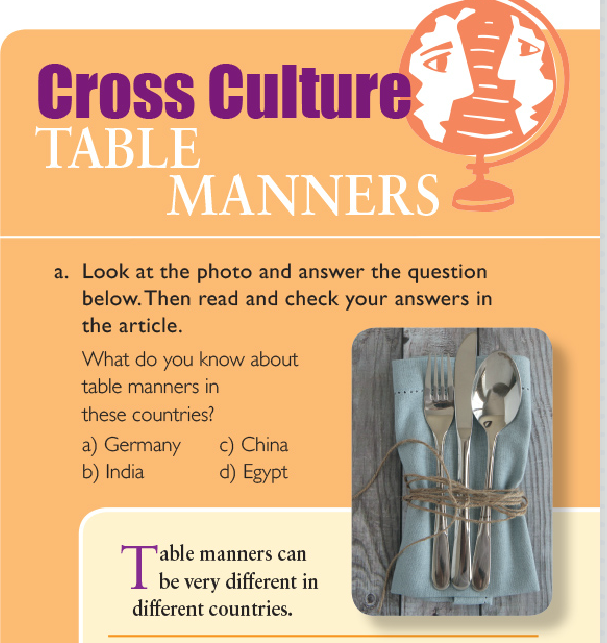 Cross Culture
TABLE
MANNERS
a. Look at the photo and answer the question
below. Then read and check your answers in
the article.
What do you know about
table manners in
these countries?
a) Germany c) China
b) India d) Egypt
Table manners can
be very different in
different countries.